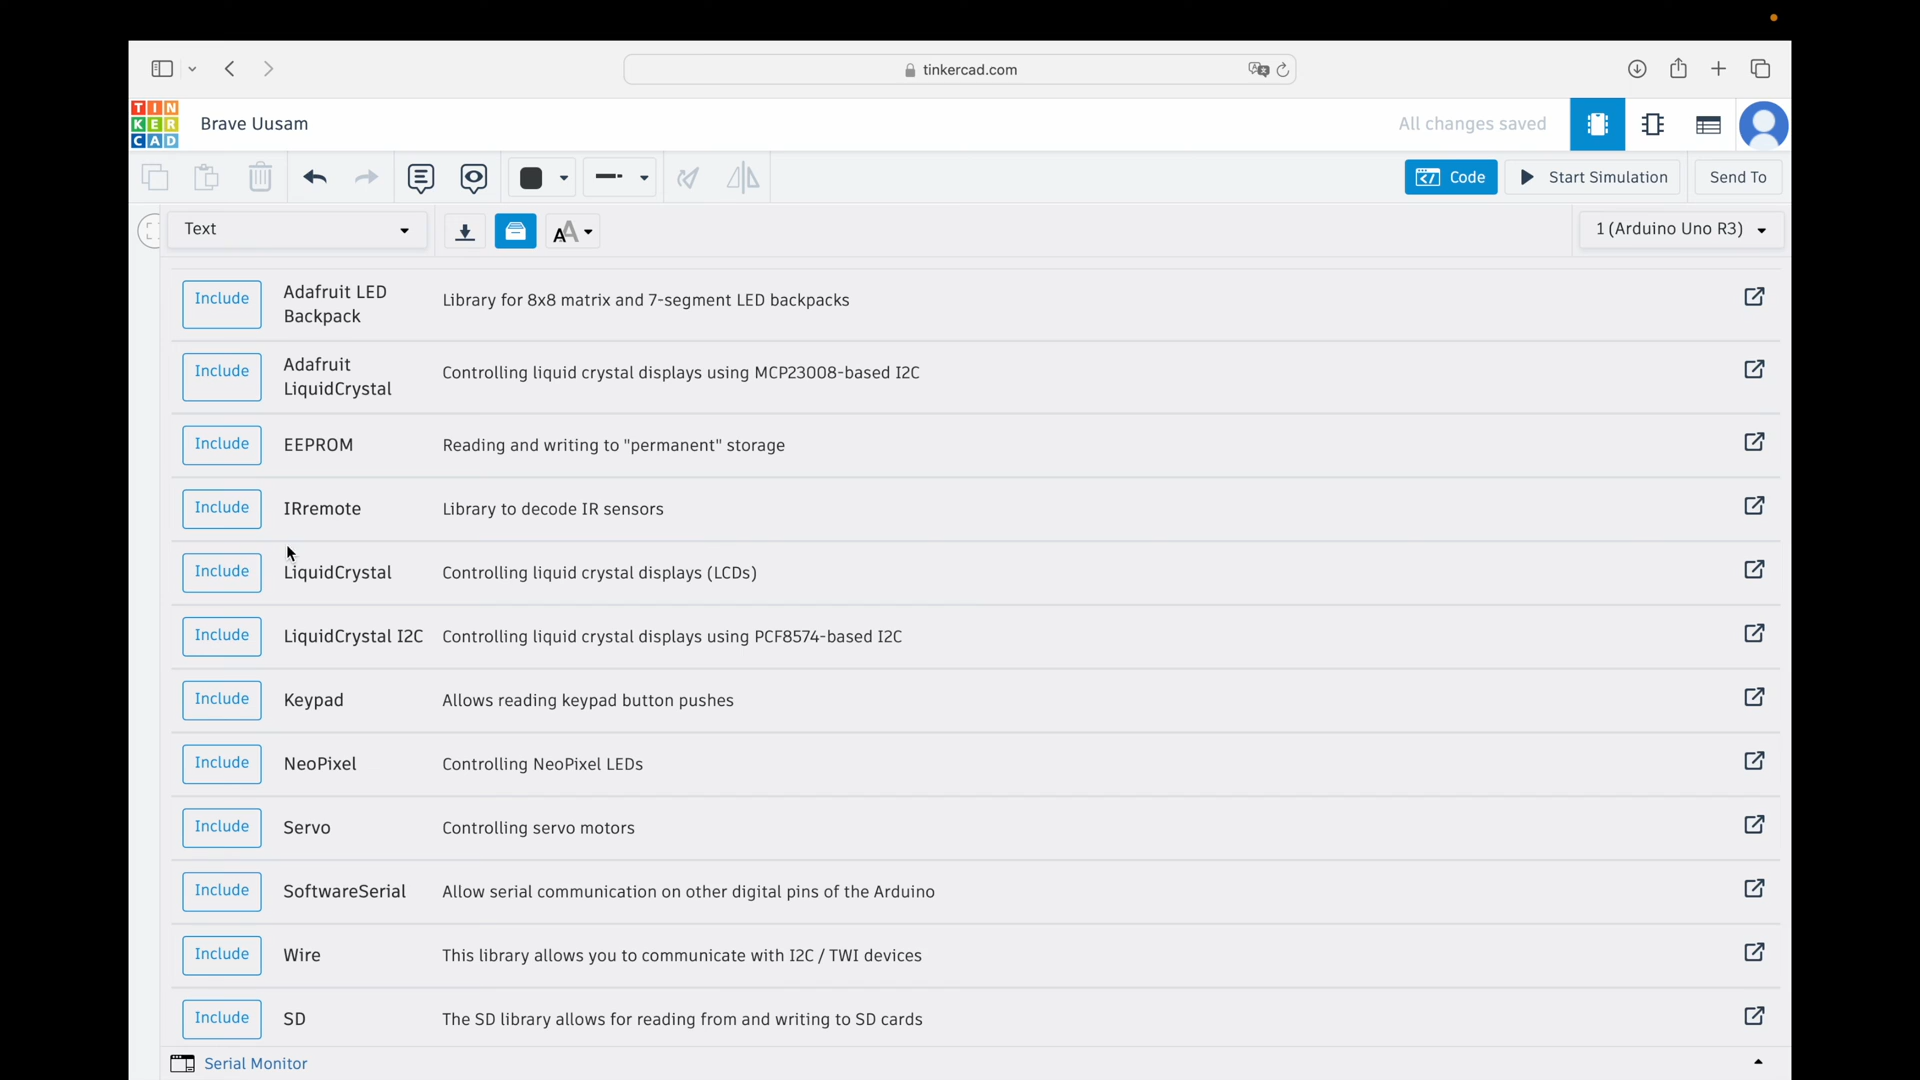 tinkercad.com
TIN
KER
CAD
Brave Uusam
All changes saved
Code
Start Simulation
Send To
Text
AA
1 (Arduino Uno R3)
Include
Adafruit LED
Backpack
Library for 8x8 matrix and 7-segment LED backpacks
Include
Adafruit
LiquidCrystal
Controlling liquid crystal displays using MCP23008-based I2C
Include EEPROM Reading and writing to "permanent" storage
Include IRremote Library to decode IR sensors
Include LiquidCrystal Controlling liquid crystal displays (LCDs)
Include LiquidCrystal I2C Controlling liquid crystal displays using PCF8574-based I2C
Include Keypad Allows reading keypad button pushes
Include NeoPixel Controlling NeoPixel LEDs
Include Servo Controlling servo motors
Include SoftwareSerial Allow serial communication on other digital pins of the Arduino
Include Wire This library allows you to communicate with I2C / TWI devices
Include SD The SD library allows for reading from and writing to SD cards
Serial Monitor